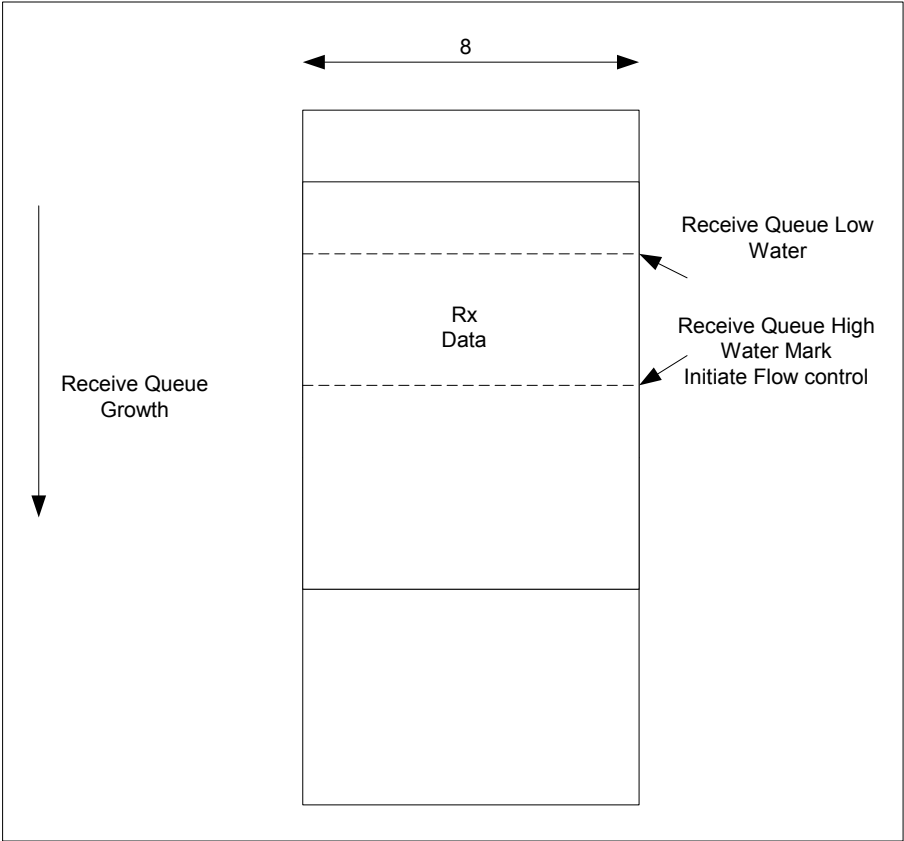 8
Receive Queue Low
Water
Rx
Data
Receive Queue High
Water Mark
Initiate Flow control
Receive Queue
Growth